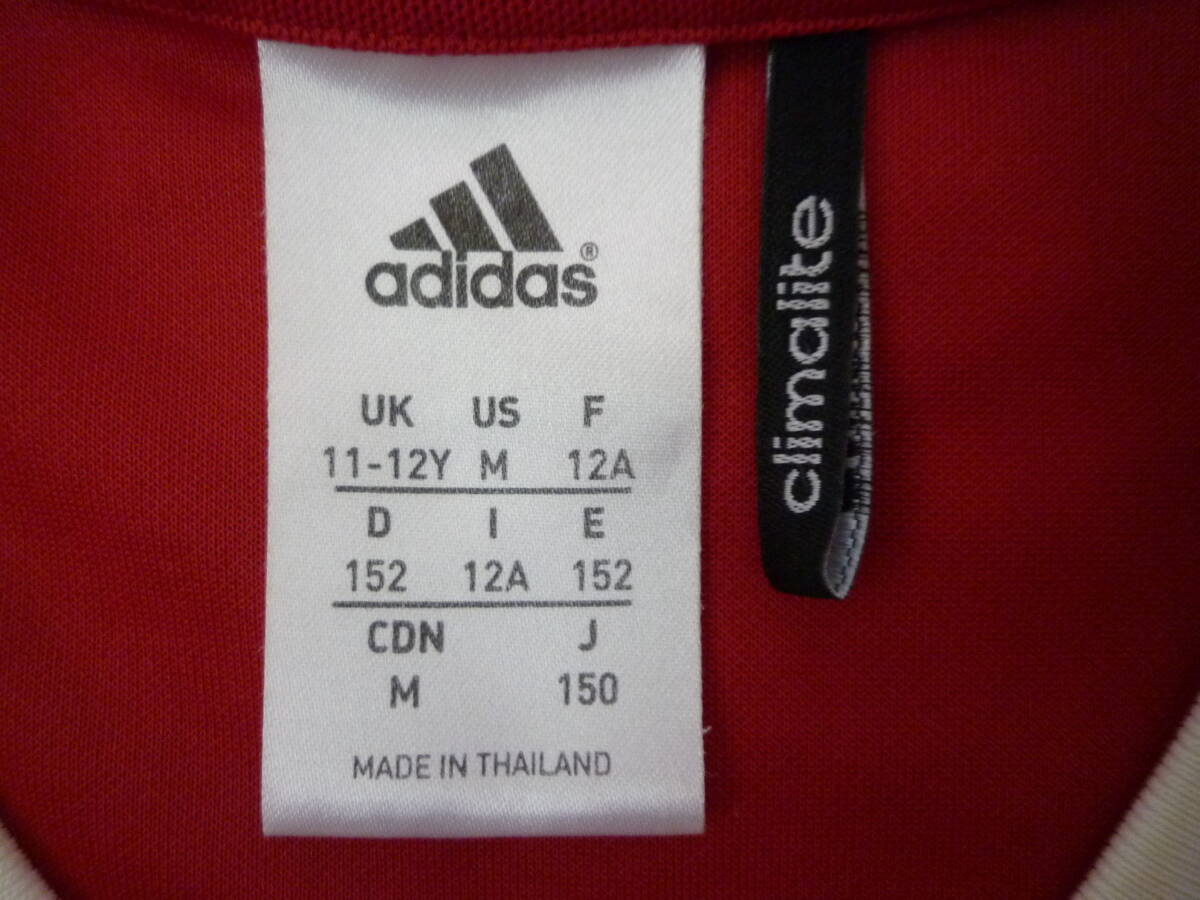 adidas®
UK US F
11-12Y M 12A
D I E
152 12A 152
CDN J
M 150
MADE IN THAILAND
climalite